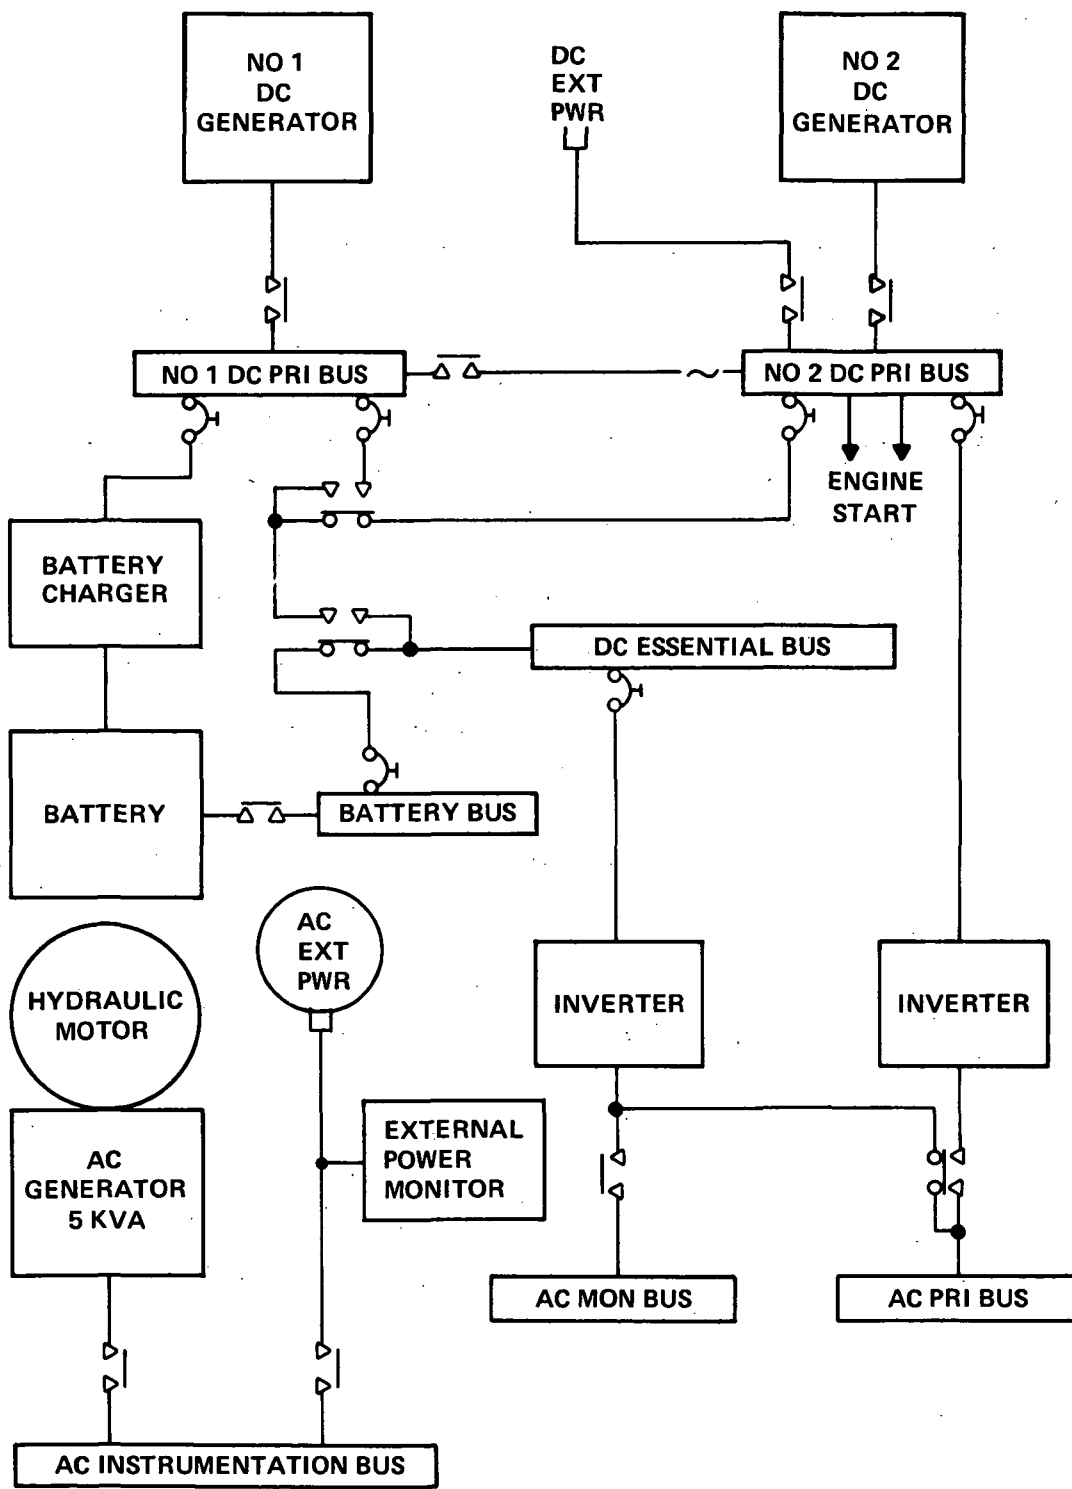 NO 1
DC
GENERATOR
DC
EXT
PWR
NO 2
DC
GENERATOR
NO 1 DC PRI BUS
NO 2 DC PRI BUS
ENGINE
START
BATTERY
CHARGER
DC ESSENTIAL BUS
BATTERY
BATTERY BUS
HYDRAULIC
MOTOR
AC
EXT
PWR
INVERTER
INVERTER
AC
GENERATOR
5 KVA
EXTERNAL
POWER
MONITOR
AC MON BUS
AC PRI BUS
AC INSTRUMENTATION BUS